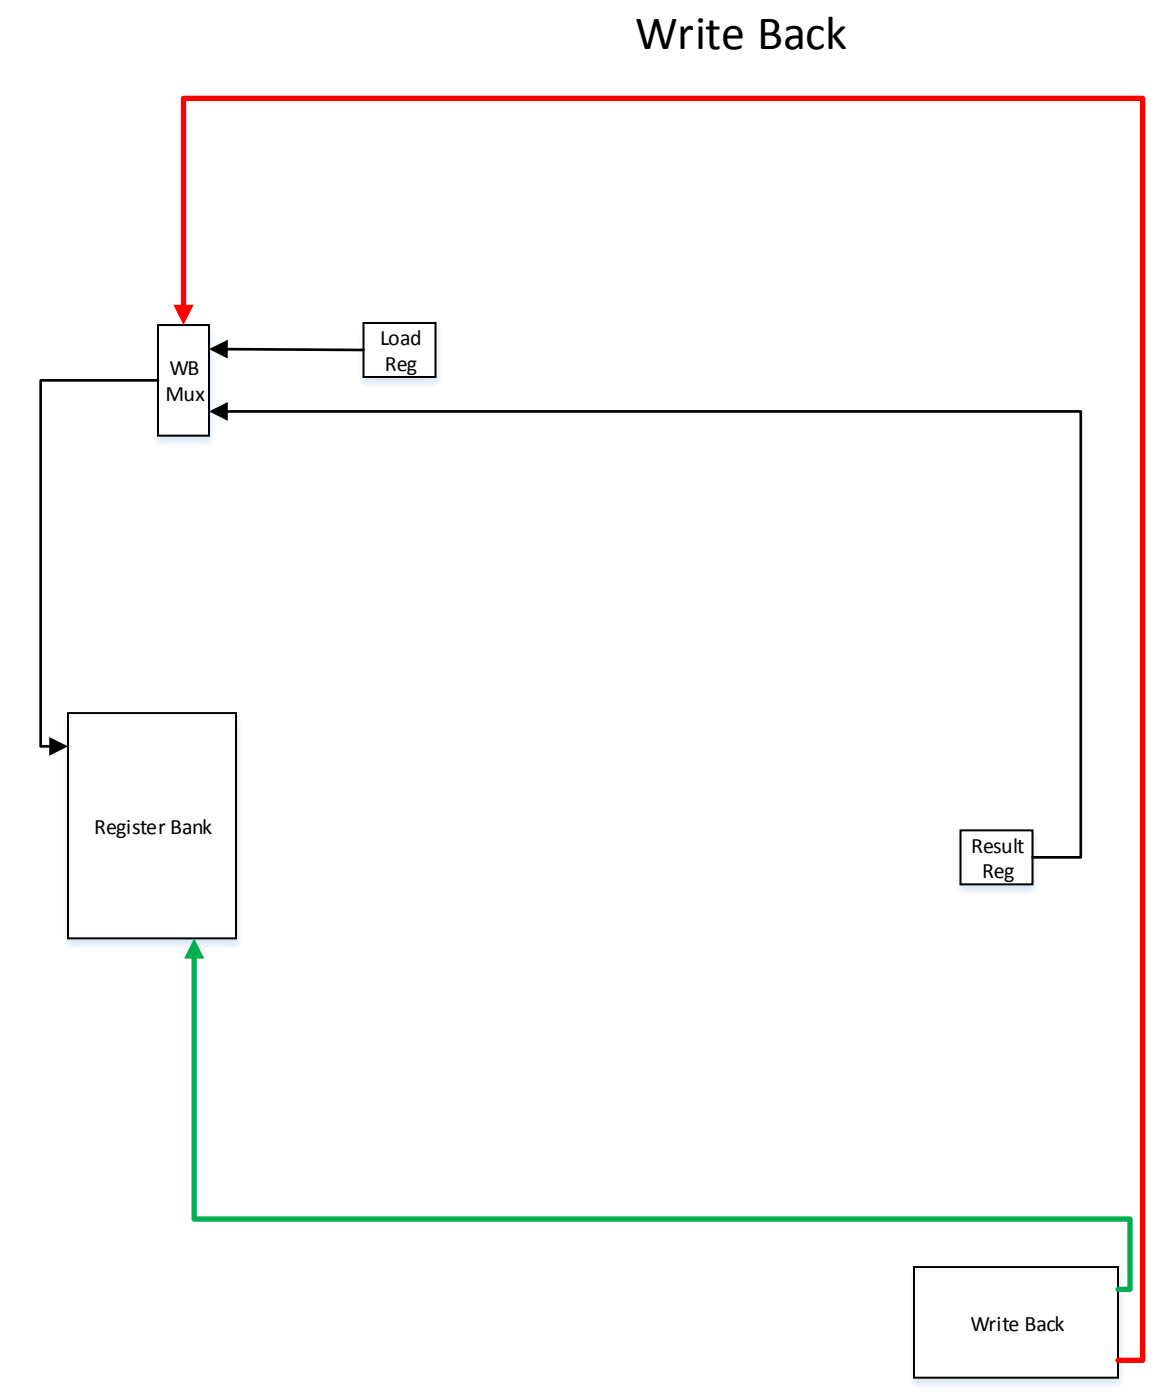 Write Back
Load
Reg
WB
Mux
Register Bank
Result
Reg
Write Back